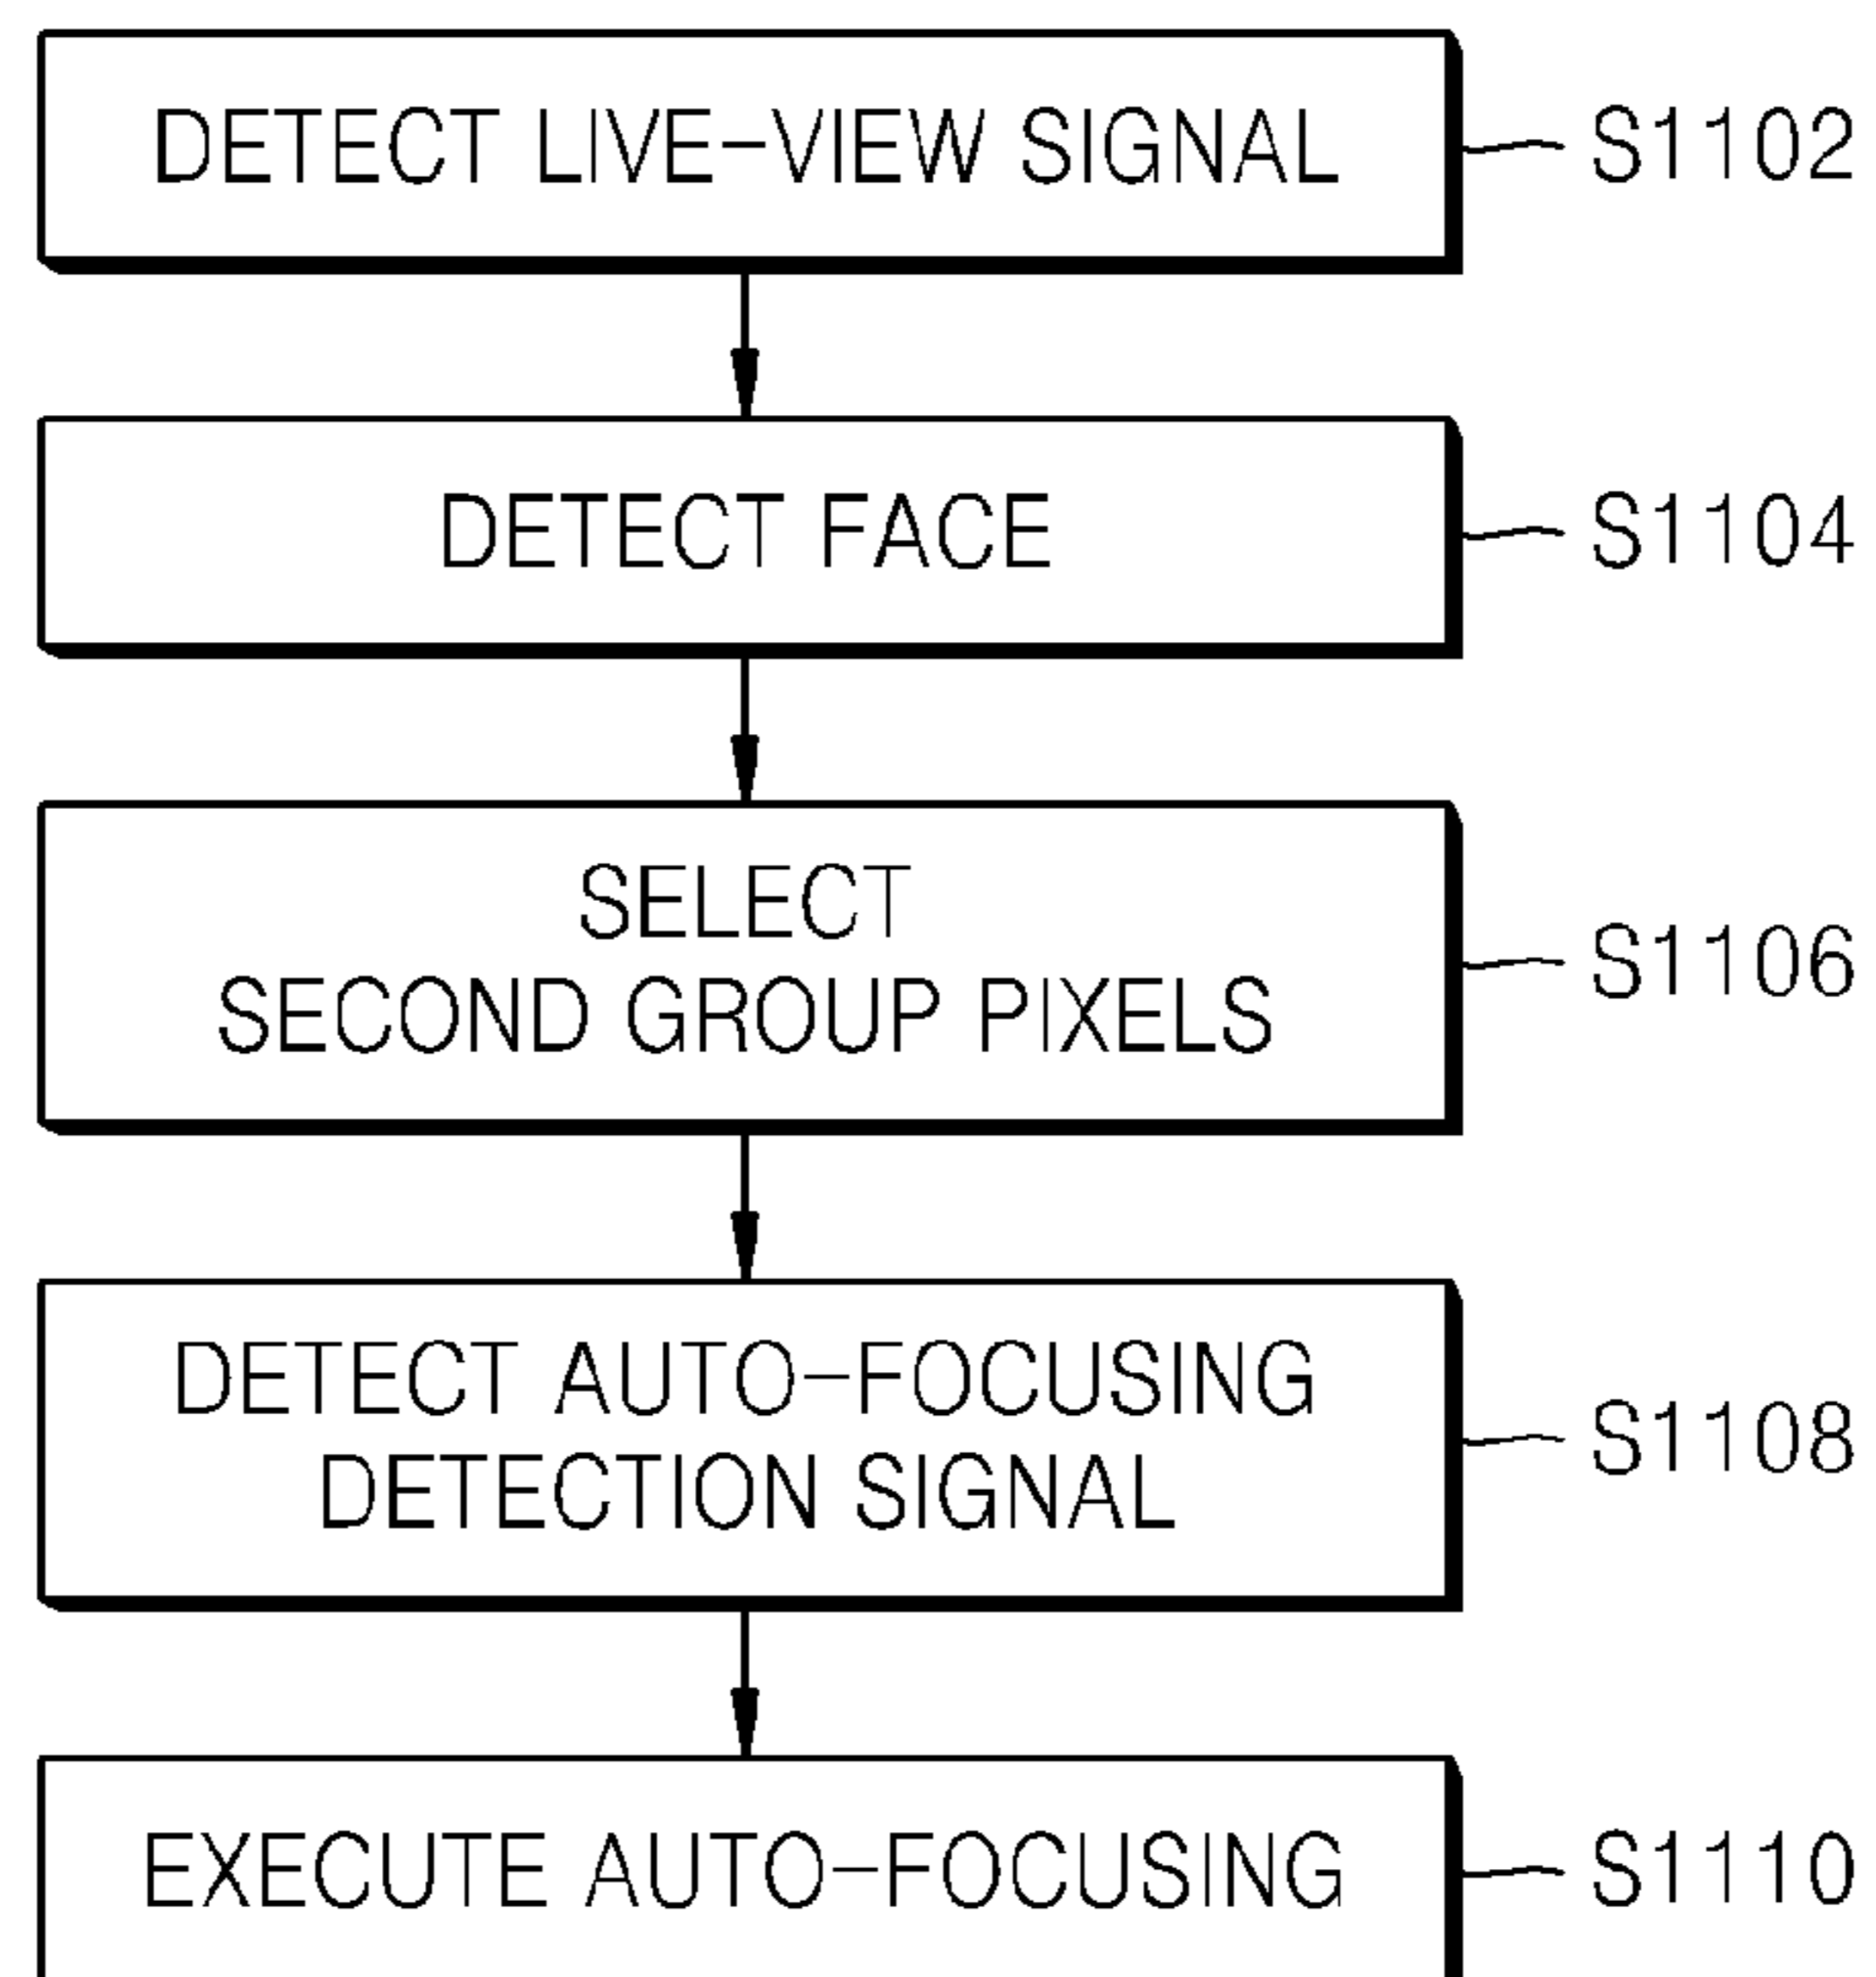 DETECT LIVE-VIEW SIGNAL
S1102
DETECT FACE
S1104
SELECT
SECOND GROUP PIXELS
S1106
DETECT AUTO-FOCUSING
DETECTION SIGNAL
S1108
EXECUTE AUTO-FOCUSING
S1110